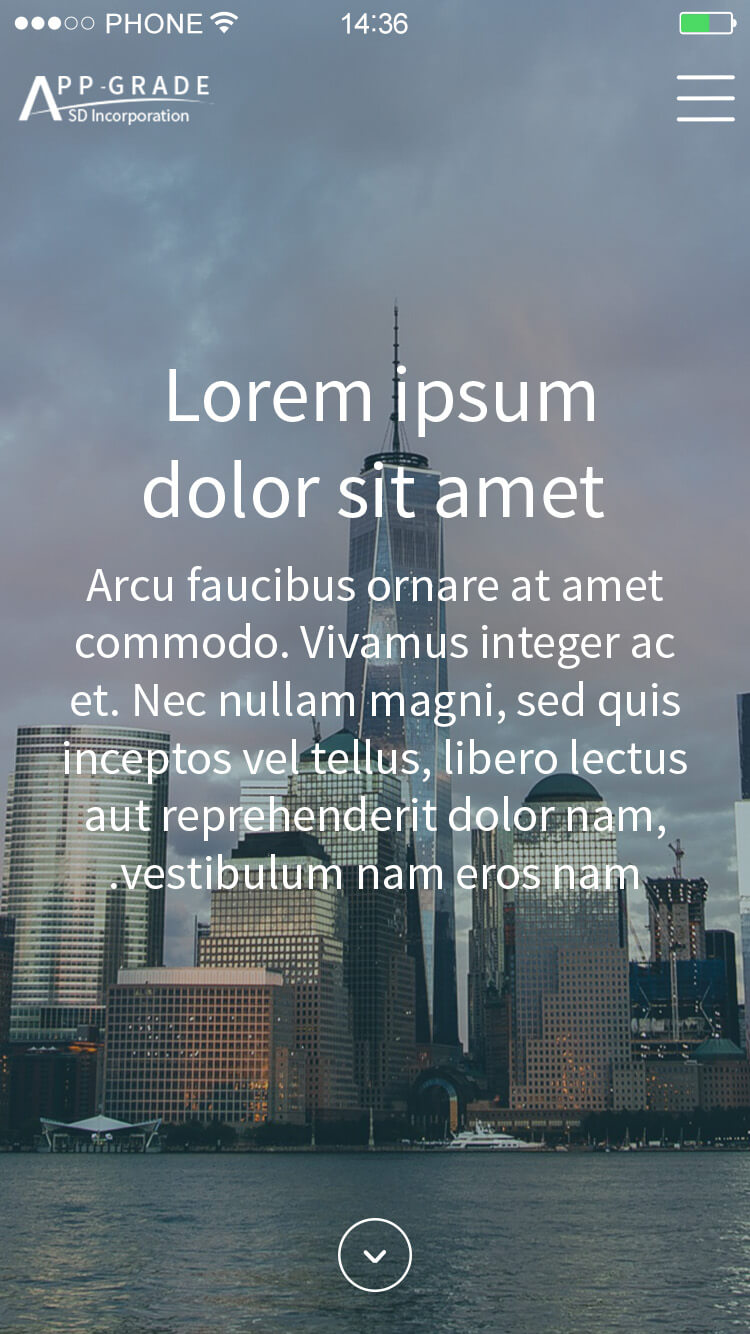 PHONE 14:36
APP-GRADE
SD Incorporation
Lorem ipsum
dolor sit amet
Arcu faucibus ornare at amet
commodo. Vivamus integer ac
et. Nec nullam magni, sed quis
inceptos vel tellus, libero lectus
aut reprehenderit dolor nam,
.vestibulum nam eros nam